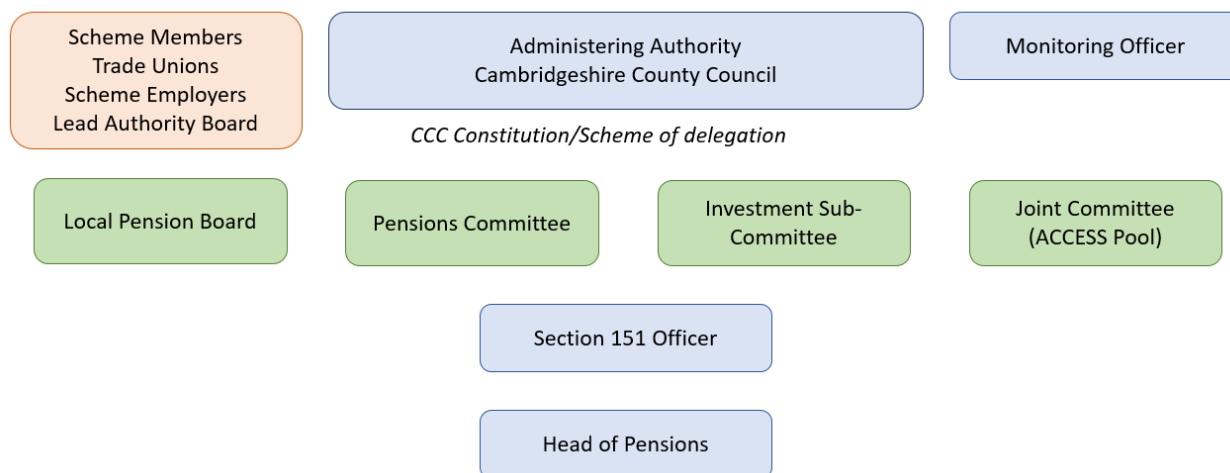 Scheme Members
Trade Unions
Scheme Employers
Lead Authority Board
Administering Authority
Cambridgeshire County Council
Monitoring Officer
CCC Constitution/Scheme of delegation
Local Pension Board
Pensions Committee
Investment Sub-
Committee
Joint Committee
(ACCESS Pool)
Section 151 Officer
Head of Pensions